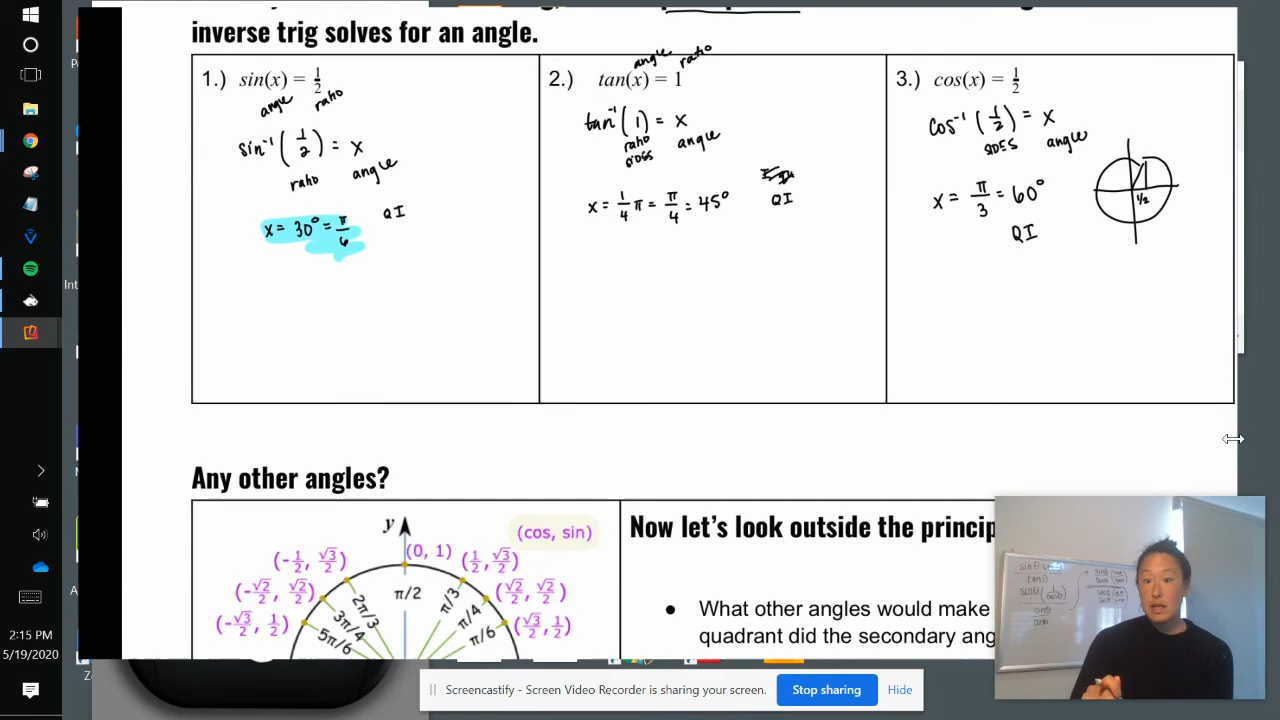 inverse trig solves for an angle.
1.) sin(x) = 1/2
angle ratio
sin⁻¹ (1/2) = x
ratio angle
x = 30° = π/6
QI
2.) tan(x) = 1
angle ratio
tan⁻¹ (1) = x
ratio angle
x = 1/4 π = π/4 = 45°
QI
3.) cos(x) = 1/2
cos⁻¹ (1/2) = x
SIDES angle
x = π/3 = 60°
QI
1/2
Any other angles?
y
(cos, sin)
(-1/2, √3/2) (0, 1) (1/2, √3/2)
(-√2/2, √2/2) (√2/2, √2/2)
(-√3/2, 1/2) (√3/2, 1/2)
π/2
2π/3 π/3
3π/4 π/4
5π/6 π/6
Now let's look outside the princip
● What other angles would make
quadrant did the secondary ang
Screencastify - Screen Video Recorder is sharing your screen.
Stop sharing
Hide
2:15 PM
5/19/2020